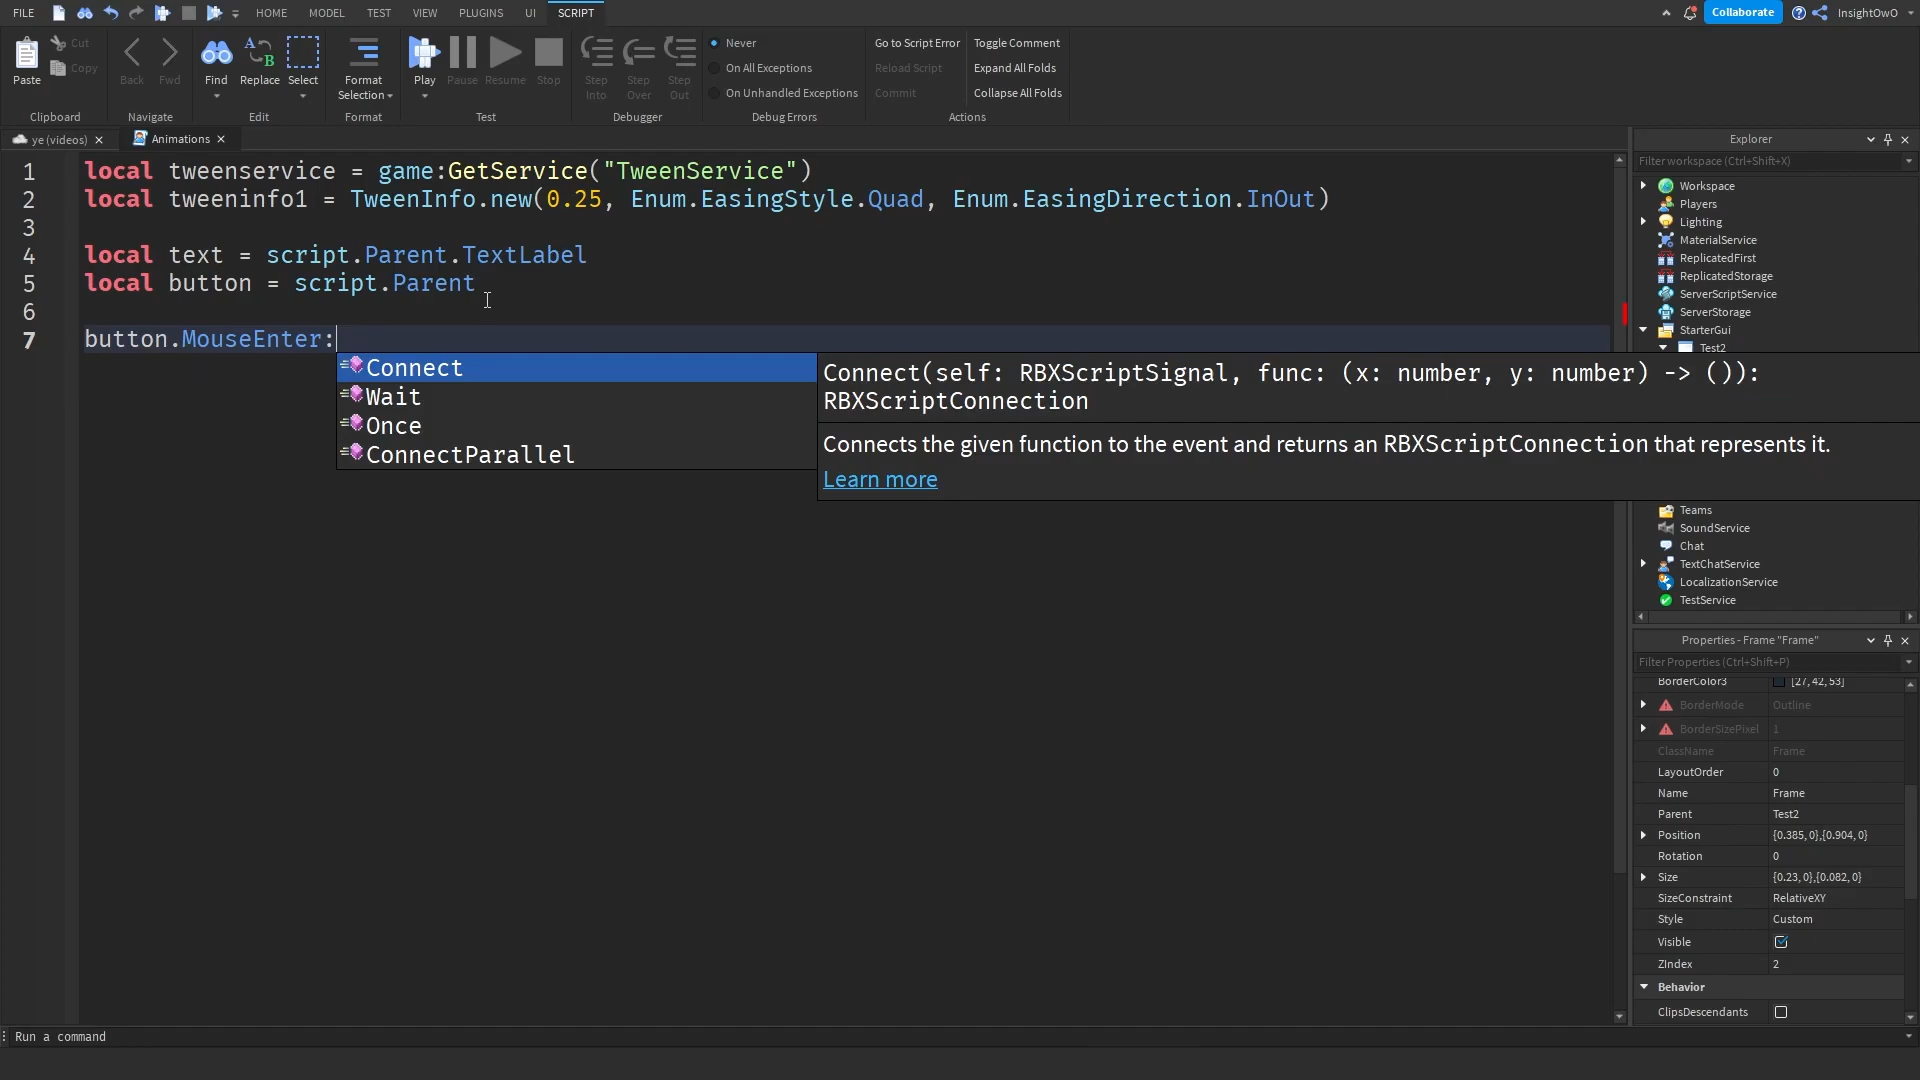 FILE HOME MODEL TEST VIEW PLUGINS UI SCRIPT Collaborate InsightOwO
Paste Cut Copy
Back Fwd
Find Replace Select
Format Selection
Play Pause Resume Stop
Step Into Step Over Step Out
Never
On All Exceptions
On Unhandled Exceptions
Go to Script Error
Reload Script
Commit
Toggle Comment
Expand All Folds
Collapse All Folds
Clipboard Navigate Edit Format Test Debugger Debug Errors Actions
ye (videos) Animations
1 local tweenservice = game:GetService("TweenService")
2 local tweeninfo1 = TweenInfo.new(0.25, Enum.EasingStyle.Quad, Enum.EasingDirection.InOut)
3
4 local text = script.Parent.TextLabel
5 local button = script.Parent
6
7 button.MouseEnter:
Connect
Wait
Once
ConnectParallel
Connect(self: RBXScriptSignal, func: (x: number, y: number) -> ()):
RBXScriptConnection
Connects the given function to the event and returns an RBXScriptConnection that represents it.
Learn more
Explorer
Filter workspace (Ctrl+Shift+X)
Workspace
Players
Lighting
MaterialService
ReplicatedFirst
ReplicatedStorage
ServerScriptService
ServerStorage
StarterGui
Test2
Teams
SoundService
Chat
TextChatService
LocalizationService
TestService
Properties - Frame "Frame"
Filter Properties (Ctrl+Shift+P)
BorderColor3 [27, 42, 53]
BorderMode Outline
BorderSizePixel 1
ClassName Frame
LayoutOrder 0
Name Frame
Parent Test2
Position {0.385, 0},{0.904, 0}
Rotation 0
Size {0.23, 0},{0.082, 0}
SizeConstraint RelativeXY
Style Custom
Visible
ZIndex 2
Behavior
ClipsDescendants
Run a command